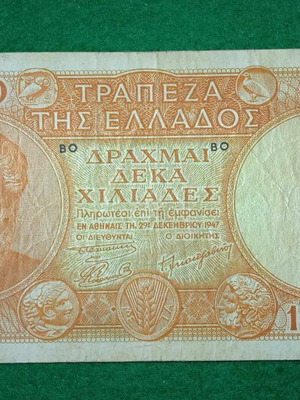 ΤΡΑΠΕΖΑ
ΤΗΣ ΕΛΛΑΔΟΣ
ΒΟ ΒΟ
ΔΡΑΧΜΑΙ
ΔΕΚΑ
ΧΙΛΙΑΔΕΣ
Πληρωτέαι ἐπὶ τῇ ἐμφανίσει
ΕΝ ΑΘΗΝΑΙΣ ΤΗ 29ῃ ΔΕΚΕΜΒΡΙΟΥ 1947
ΟΙ ΔΙΕΥΘΥΝΤΑΙ Ο ΔΙΟΙΚΗΤΗΣ